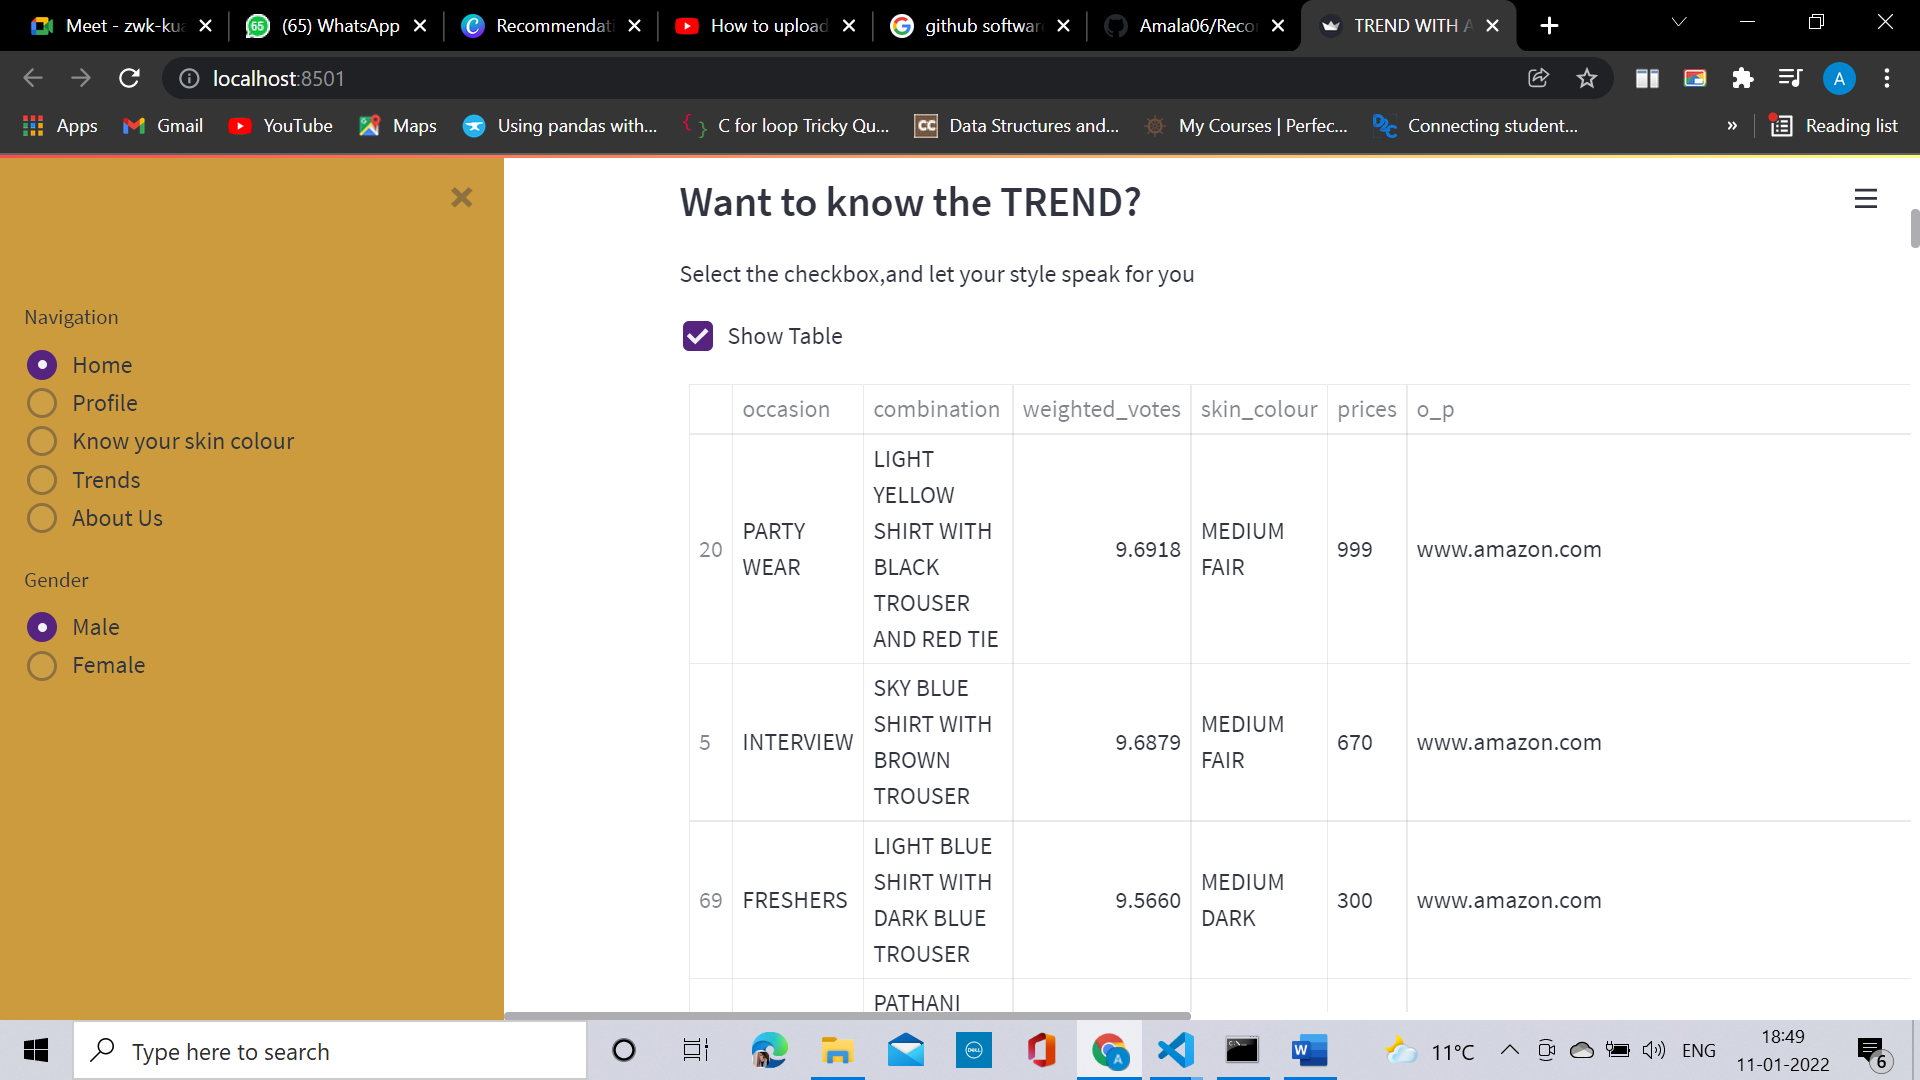 Meet - zwk-kua
(65) WhatsApp
Recommendati
How to upload
github softwar
Amala06/Reco
TREND WITH A
localhost:8501
A
Apps
Gmail
YouTube
Maps
Using pandas with...
C for loop Tricky Qu...
Data Structures and...
My Courses | Perfec...
Connecting student...
»
Reading list
Navigation
Home
Profile
Know your skin colour
Trends
About Us
Gender
Male
Female
Want to know the TREND?
Select the checkbox,and let your style speak for you
Show Table
occasion combination weighted_votes skin_colour prices o_p
20 PARTY WEAR LIGHT YELLOW SHIRT WITH BLACK TROUSER AND RED TIE 9.6918 MEDIUM FAIR 999 www.amazon.com
5 INTERVIEW SKY BLUE SHIRT WITH BROWN TROUSER 9.6879 MEDIUM FAIR 670 www.amazon.com
69 FRESHERS LIGHT BLUE SHIRT WITH DARK BLUE TROUSER 9.5660 MEDIUM DARK 300 www.amazon.com
PATHANI
Type here to search
11°C
ENG
18:49
11-01-2022
6